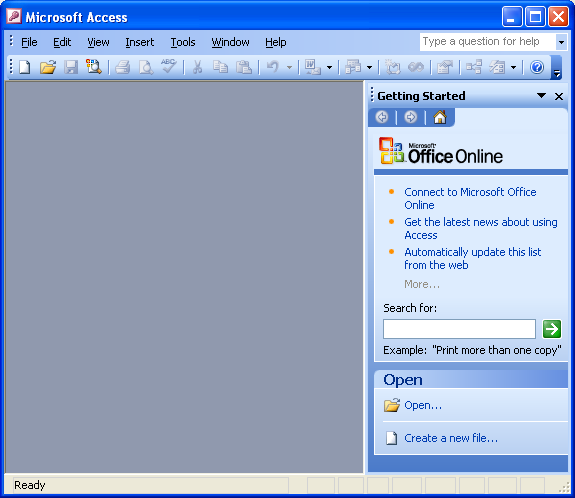 Microsoft Access
File Edit View Insert Tools Window Help Type a question for help
ABC W
Getting Started
Microsoft
Office Online
Connect to Microsoft Office
Online
Get the latest news about using
Access
Automatically update this list
from the web
More...
Search for:
Example: "Print more than one copy"
Open
Open...
Create a new file...
Ready